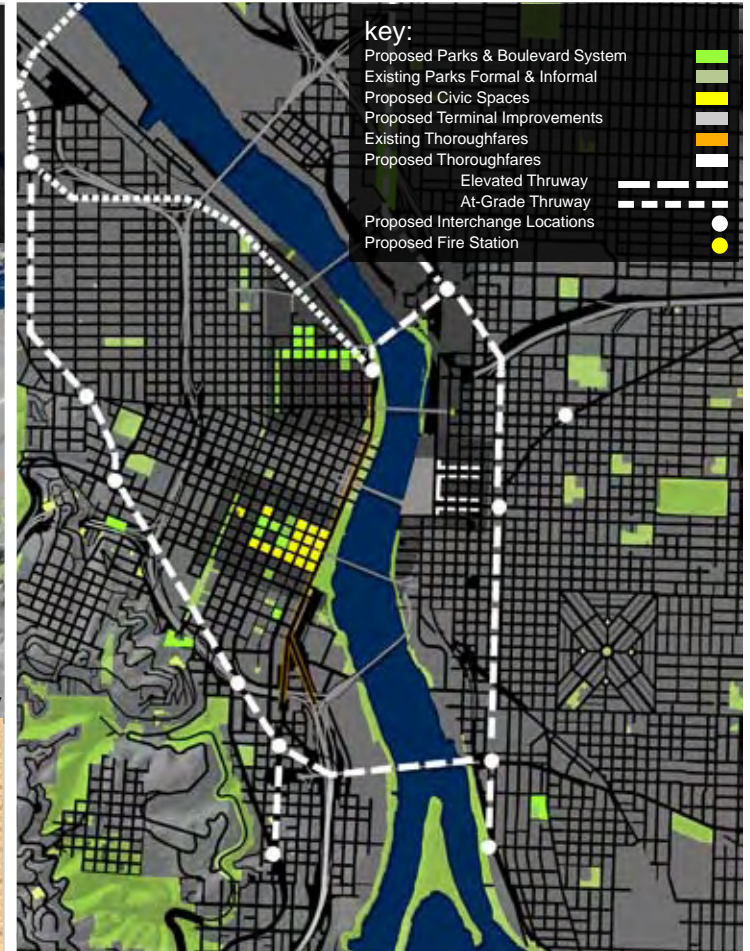 key:
Proposed Parks & Boulevard System
Existing Parks Formal & Informal
Proposed Civic Spaces
Proposed Terminal Improvements
Existing Thoroughfares
Proposed Thoroughfares
Elevated Thruway
At-Grade Thruway
Proposed Interchange Locations
Proposed Fire Station